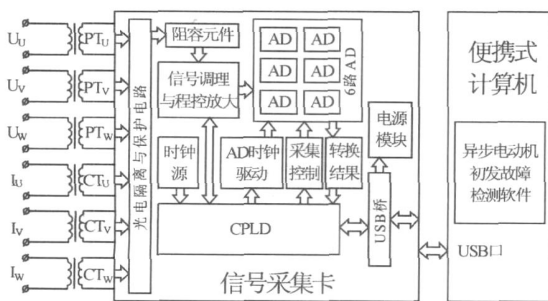 U_U
PT_U
U_V
PT_V
U_W
PT_W
I_U
CT_U
I_V
CT_V
I_W
CT_W
光电隔离与保护电路
阻容元件
信号调理
与程控放大
AD
AD
AD
AD
AD
AD
6路AD
时钟
源
AD时钟
驱动
采集
控制
转换
结果
电源
模块
CPLD
USB桥
信号采集卡
便携式
计算机
异步电动机
初发故障
检测软件
USB口